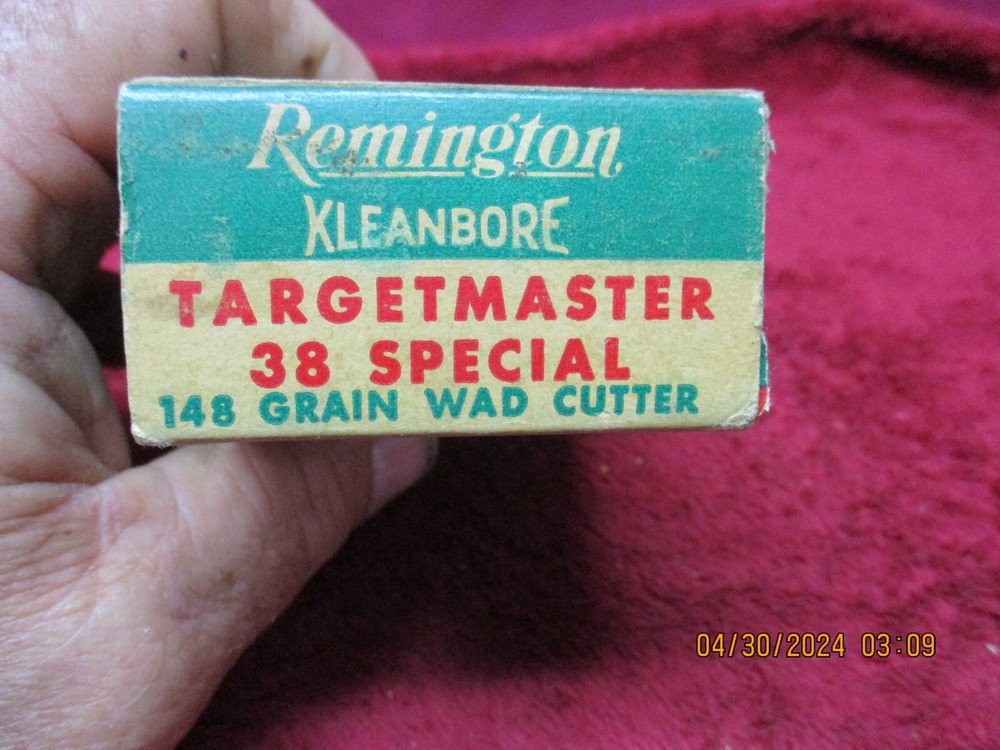 Remington
KLEANBORE
TARGETMASTER
38 SPECIAL
148 GRAIN WAD CUTTER
04/30/2024 03:09